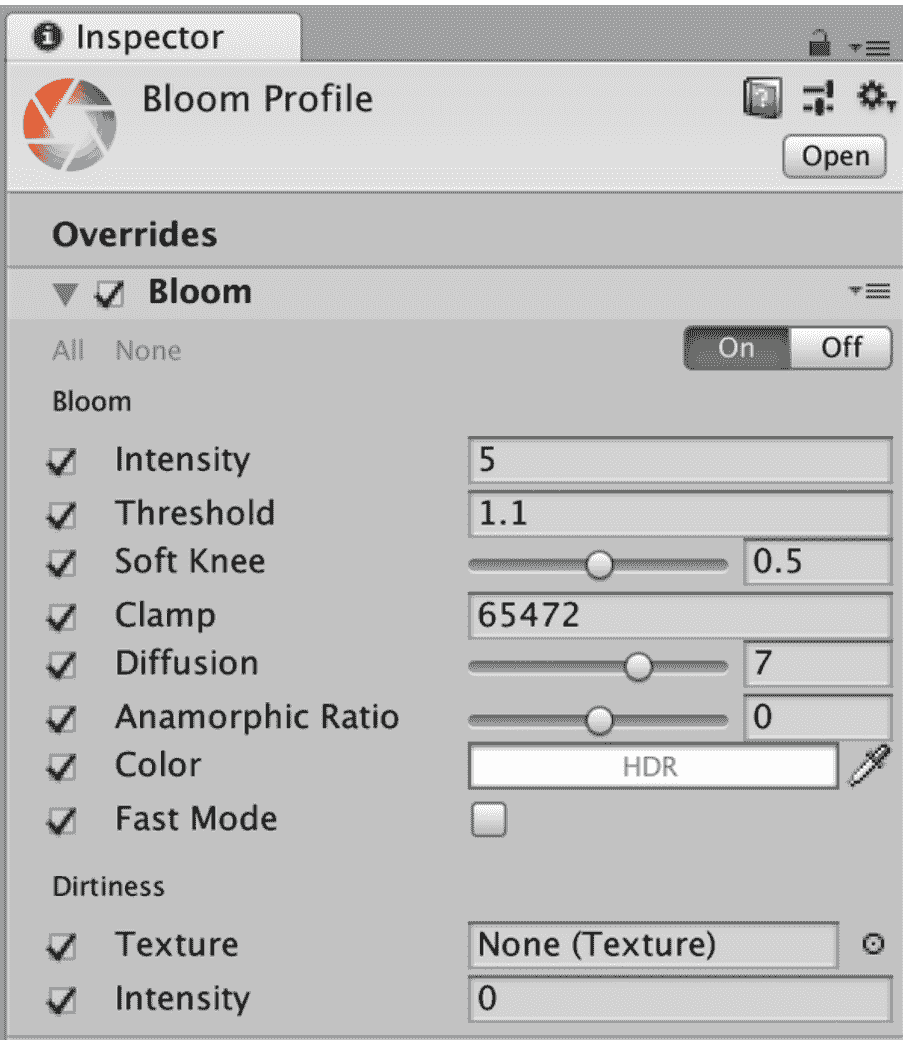 Inspector
Bloom Profile
Open
Overrides
Bloom
All None On Off
Bloom
Intensity 5
Threshold 1.1
Soft Knee 0.5
Clamp 65472
Diffusion 7
Anamorphic Ratio 0
Color HDR
Fast Mode
Dirtiness
Texture None (Texture)
Intensity 0